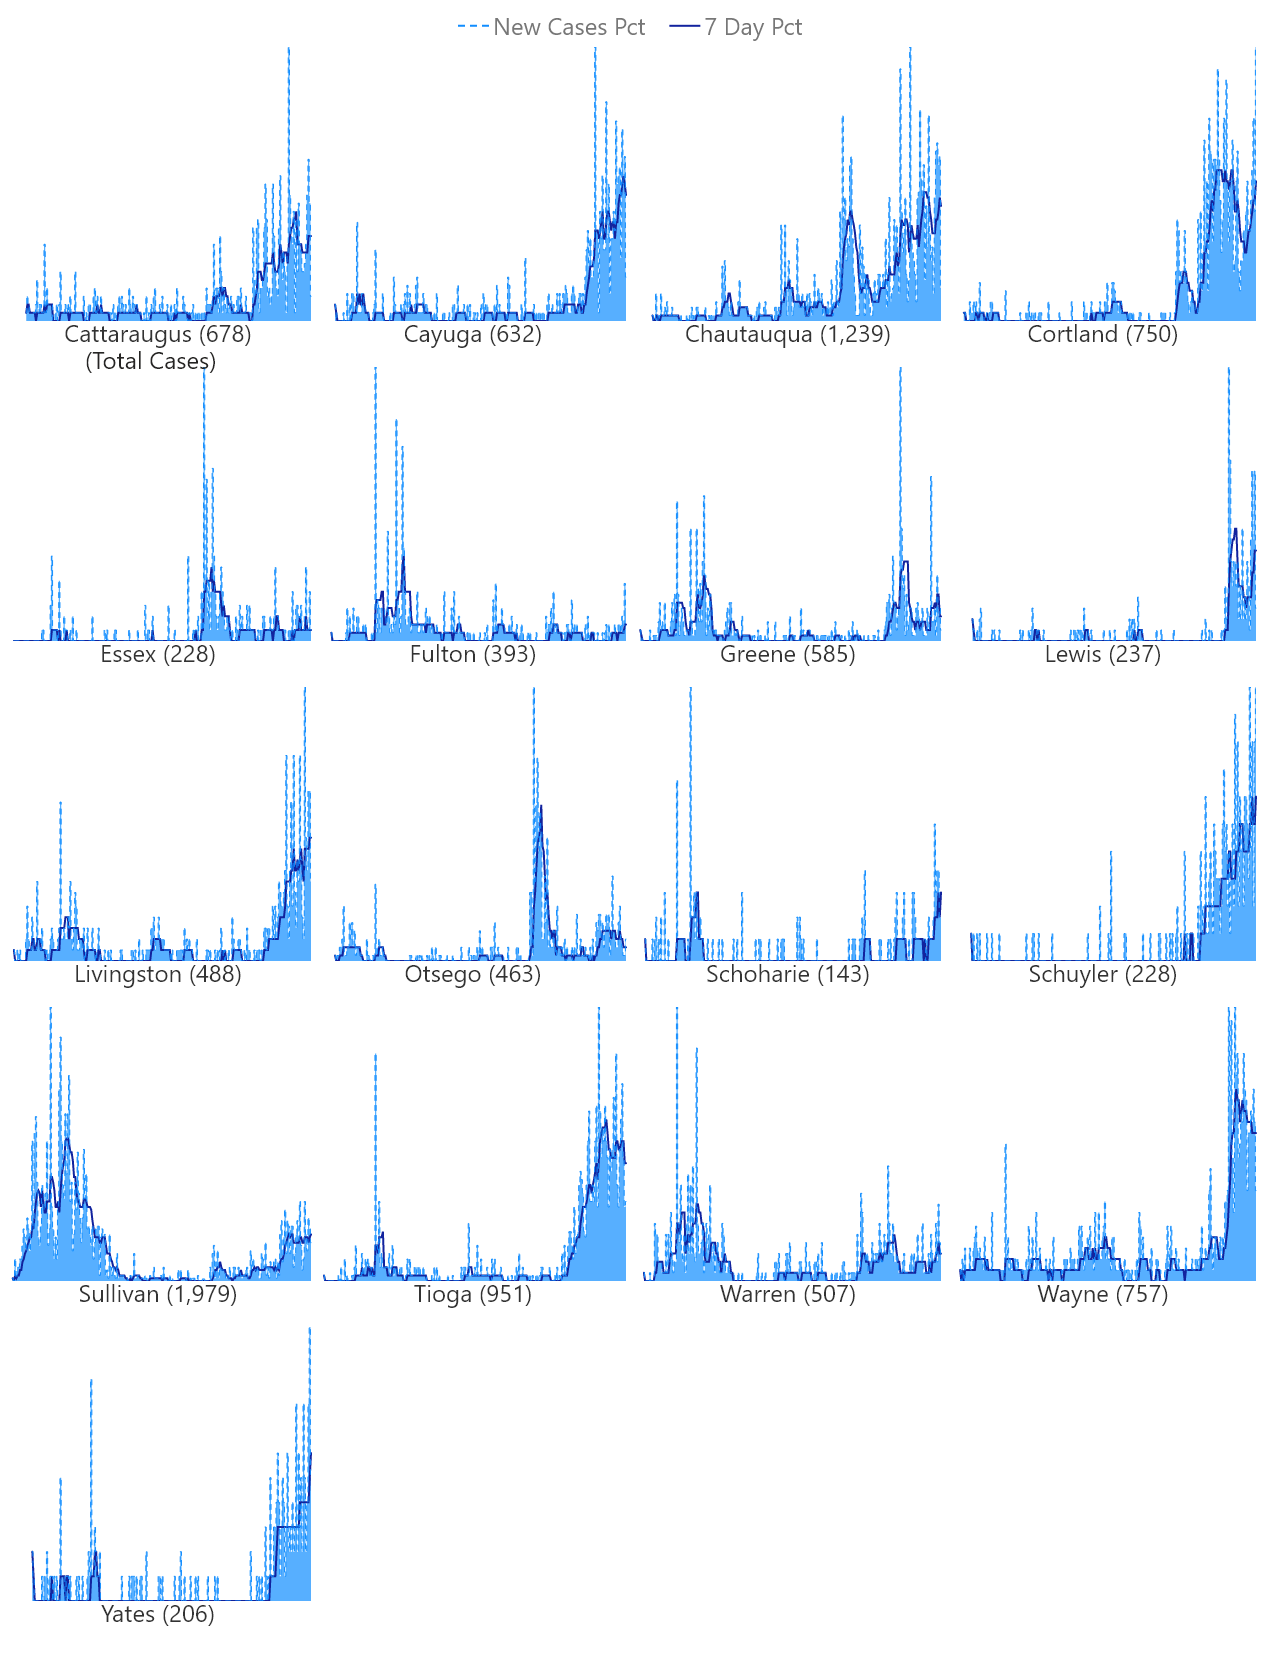 New Cases Pct 7 Day Pct
Cattaraugus (678) Cayuga (632) Chautauqua (1,239) Cortland (750)
(Total Cases)
Essex (228) Fulton (393) Greene (585) Lewis (237)
Livingston (488) Otsego (463) Schoharie (143) Schuyler (228)
Sullivan (1,979) Tioga (951) Warren (507) Wayne (757)
Yates (206)